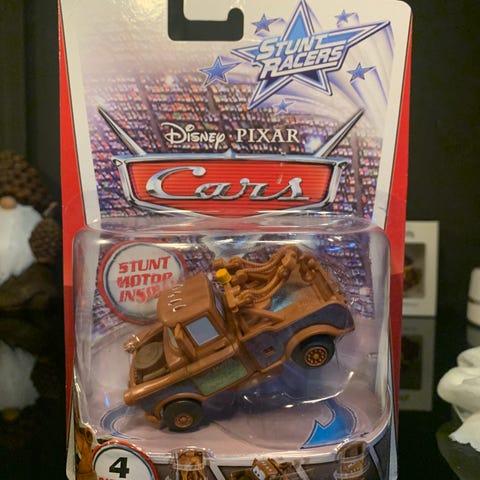 STUNT
RACERS
Disney · PIXAR
Cars
STUNT
MOTOR
INSIDE
4